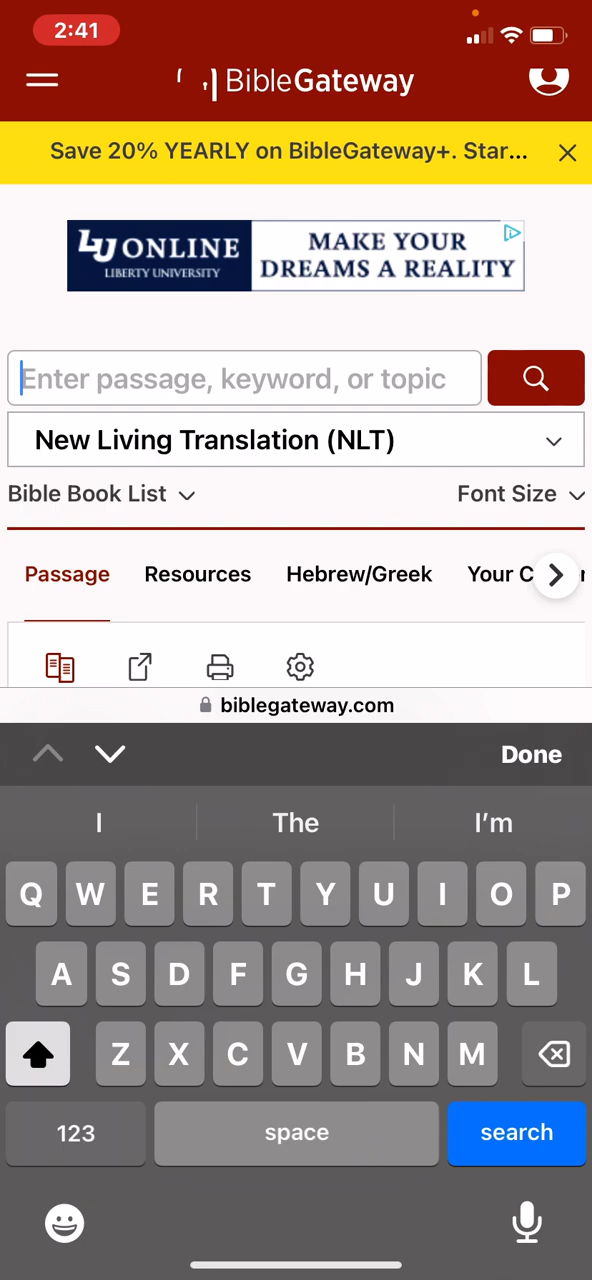 2:41
BibleGateway
Save 20% YEARLY on BibleGateway+. Star...
LU ONLINE
LIBERTY UNIVERSITY
MAKE YOUR
DREAMS A REALITY
Enter passage, keyword, or topic
New Living Translation (NLT)
Bible Book List
Font Size
Passage Resources Hebrew/Greek Your C
biblegateway.com
Done
I The I'm
Q W E R T Y U I O P
A S D F G H J K L
Z X C V B N M
123 space search